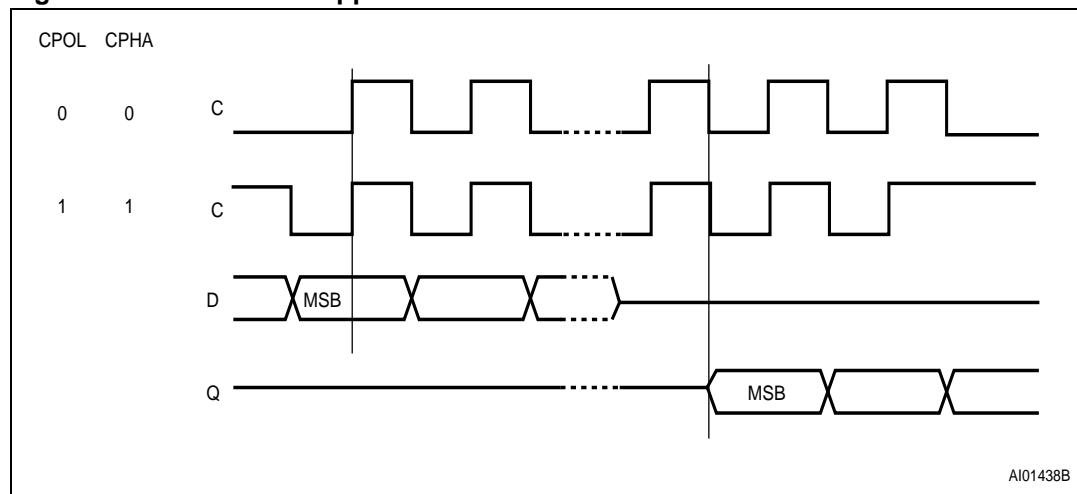 CPOL CPHA
0 0 C
1 1 C
D MSB
Q MSB
AI01438B